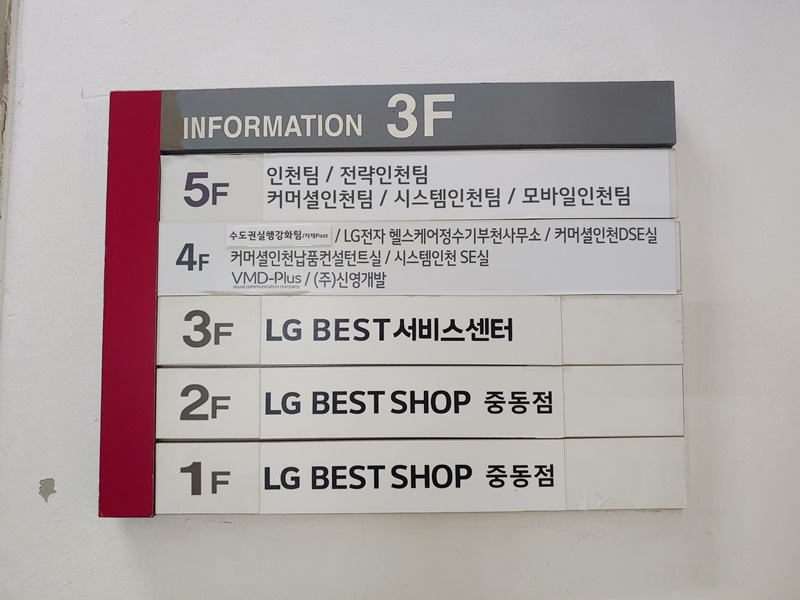 INFORMATION 3F
5F 인천팀 / 전략인천팀
커머셜인천팀 / 시스템인천팀 / 모바일인천팀
4F 수도권실행강화팀/자재Post / LG전자 헬스케어정수기부천사무소 / 커머셜인천DSE실
커머셜인천납품컨설턴트실 / 시스템인천 SE실
VMD-Plus / (주)신영개발
visual communication company
3F LG BEST서비스센터
2F LG BEST SHOP 중동점
1F LG BEST SHOP 중동점